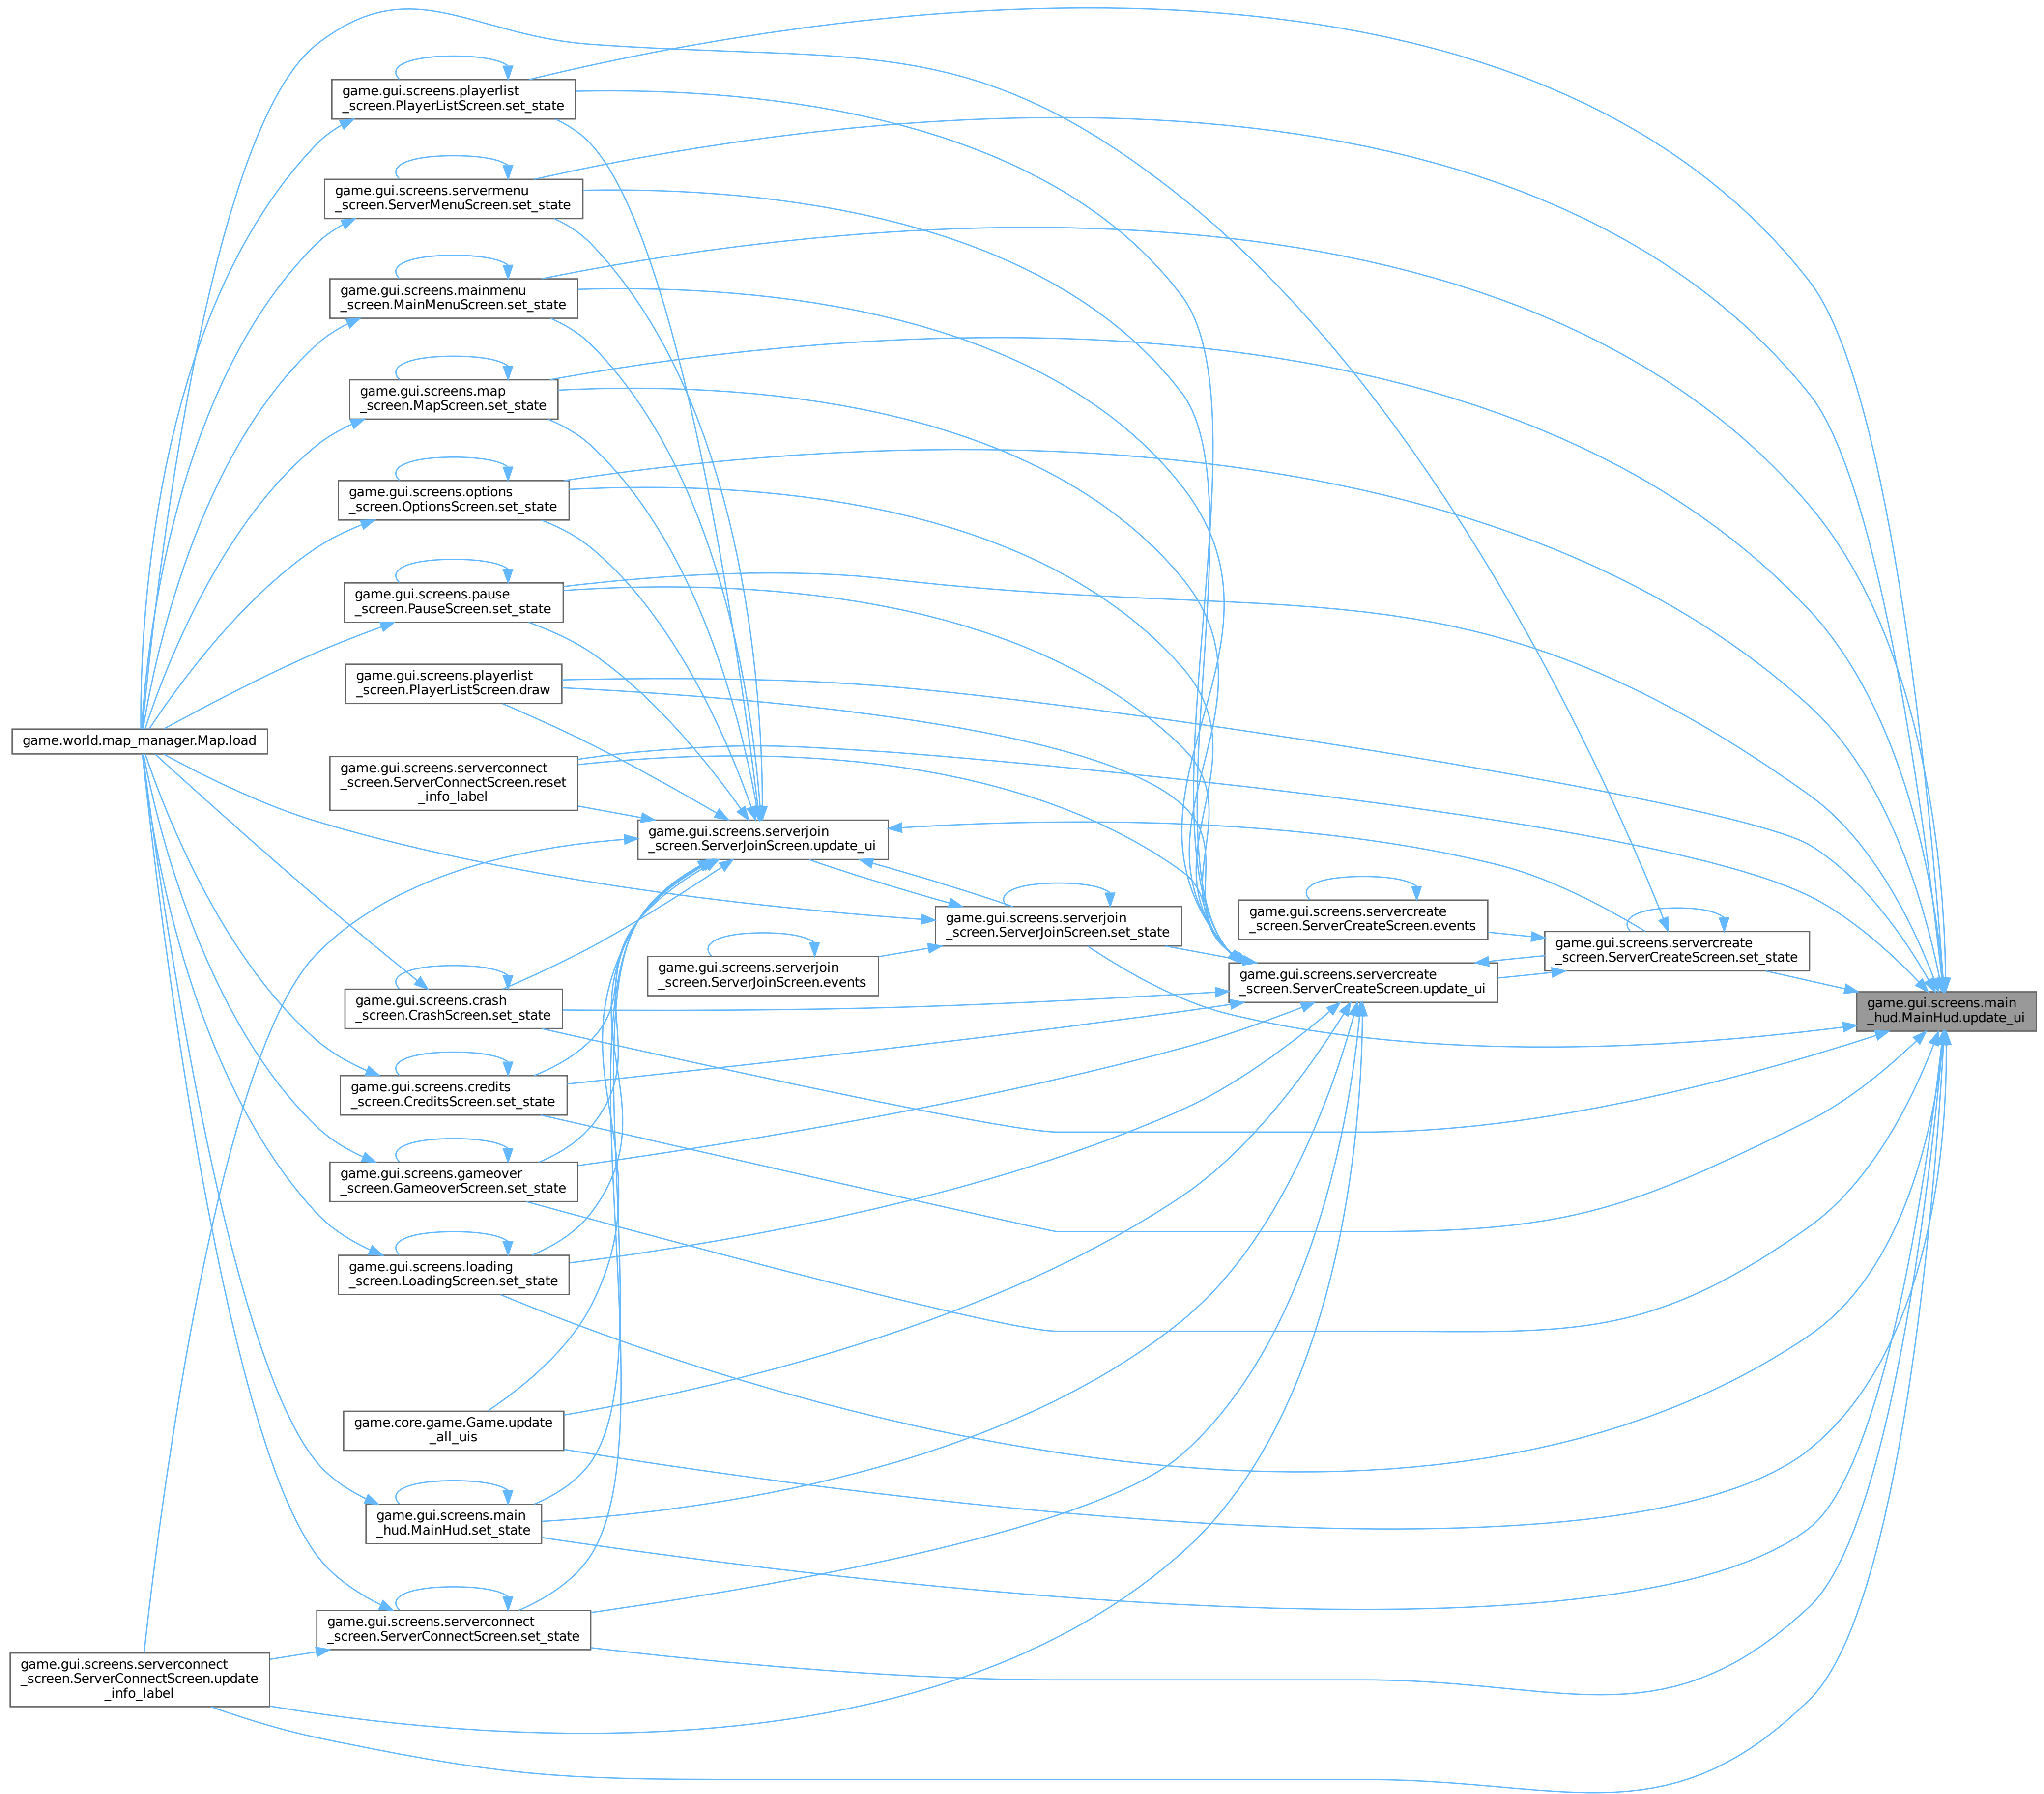 game.gui.screens.playerlist
_screen.PlayerListScreen.set_state
game.gui.screens.servermenu
_screen.ServerMenuScreen.set_state
game.gui.screens.mainmenu
_screen.MainMenuScreen.set_state
game.gui.screens.map
_screen.MapScreen.set_state
game.gui.screens.options
_screen.OptionsScreen.set_state
game.gui.screens.pause
_screen.PauseScreen.set_state
game.gui.screens.playerlist
_screen.PlayerListScreen.draw
game.world.map_manager.Map.load
game.gui.screens.serverconnect
_screen.ServerConnectScreen.reset
_info_label
game.gui.screens.serverjoin
_screen.ServerJoinScreen.update_ui
game.gui.screens.serverjoin
_screen.ServerJoinScreen.set_state
game.gui.screens.servercreate
_screen.ServerCreateScreen.events
game.gui.screens.servercreate
_screen.ServerCreateScreen.set_state
game.gui.screens.serverjoin
_screen.ServerJoinScreen.events
game.gui.screens.servercreate
_screen.ServerCreateScreen.update_ui
game.gui.screens.main
_hud.MainHud.update_ui
game.gui.screens.crash
_screen.CrashScreen.set_state
game.gui.screens.credits
_screen.CreditsScreen.set_state
game.gui.screens.gameover
_screen.GameoverScreen.set_state
game.gui.screens.loading
_screen.LoadingScreen.set_state
game.core.game.Game.update
_all_uis
game.gui.screens.main
_hud.MainHud.set_state
game.gui.screens.serverconnect
_screen.ServerConnectScreen.set_state
game.gui.screens.serverconnect
_screen.ServerConnectScreen.update
_info_label